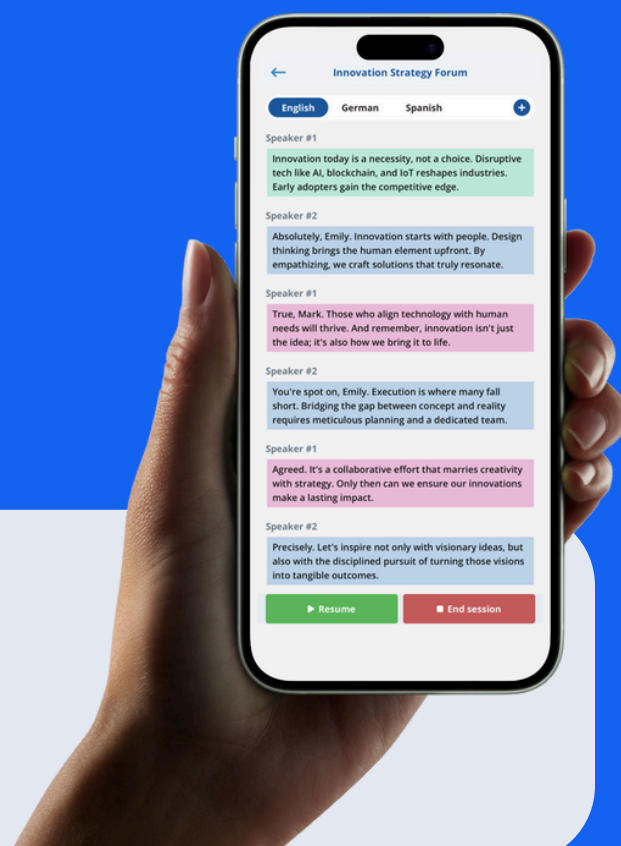 Innovation Strategy Forum
English German Spanish
Speaker #1
Innovation today is a necessity, not a choice. Disruptive
tech like AI, blockchain, and IoT reshapes industries.
Early adopters gain the competitive edge.
Speaker #2
Absolutely, Emily. Innovation starts with people. Design
thinking brings the human element upfront. By
empathizing, we craft solutions that truly resonate.
Speaker #1
True, Mark. Those who align technology with human
needs will thrive. And remember, innovation isn't just
the idea; it's also how we bring it to life.
Speaker #2
You're spot on, Emily. Execution is where many fall
short. Bridging the gap between concept and reality
requires meticulous planning and a dedicated team.
Speaker #1
Agreed. It's a collaborative effort that marries creativity
with strategy. Only then can we ensure our innovations
make a lasting impact.
Speaker #2
Precisely. Let's inspire not only with visionary ideas, but
also with the disciplined pursuit of turning those visions
into tangible outcomes.
Resume End session